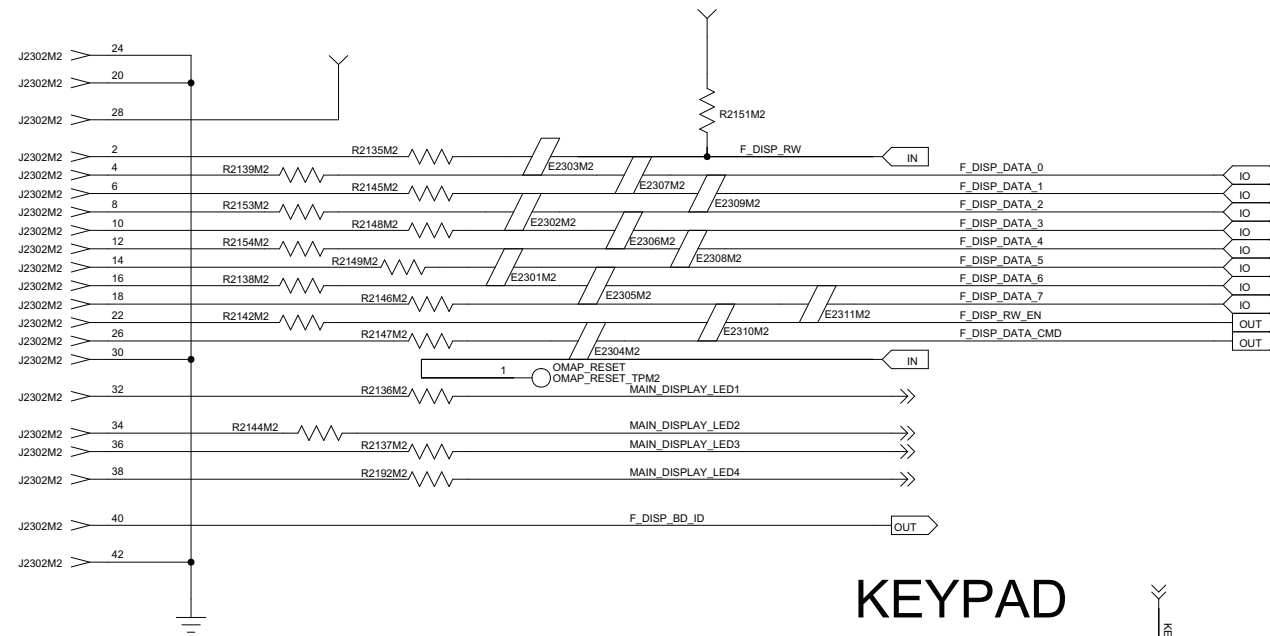 J2302M2 24
J2302M2 20
J2302M2 28
R2151M2
J2302M2 2 R2135M2 E2303M2 F_DISP_RW IN
J2302M2 4 R2139M2 E2307M2 F_DISP_DATA_0 IO
J2302M2 6 R2145M2 E2309M2 F_DISP_DATA_1 IO
J2302M2 8 R2153M2 E2302M2 F_DISP_DATA_2 IO
J2302M2 10 R2148M2 E2306M2 F_DISP_DATA_3 IO
J2302M2 12 R2154M2 E2308M2 F_DISP_DATA_4 IO
J2302M2 14 R2149M2 E2301M2 F_DISP_DATA_5 IO
J2302M2 16 R2138M2 E2305M2 F_DISP_DATA_6 IO
J2302M2 18 R2146M2 E2311M2 F_DISP_DATA_7 IO
J2302M2 22 R2142M2 E2310M2 F_DISP_RW_EN OUT
J2302M2 26 R2147M2 E2304M2 F_DISP_DATA_CMD OUT
J2302M2 30 IN
1 OMAP_RESET
OMAP_RESET_TPM2
J2302M2 32 R2136M2 MAIN_DISPLAY_LED1
J2302M2 34 R2144M2 MAIN_DISPLAY_LED2
J2302M2 36 R2137M2 MAIN_DISPLAY_LED3
J2302M2 38 R2192M2 MAIN_DISPLAY_LED4
J2302M2 40 F_DISP_BD_ID OUT
J2302M2 42
KEYPAD